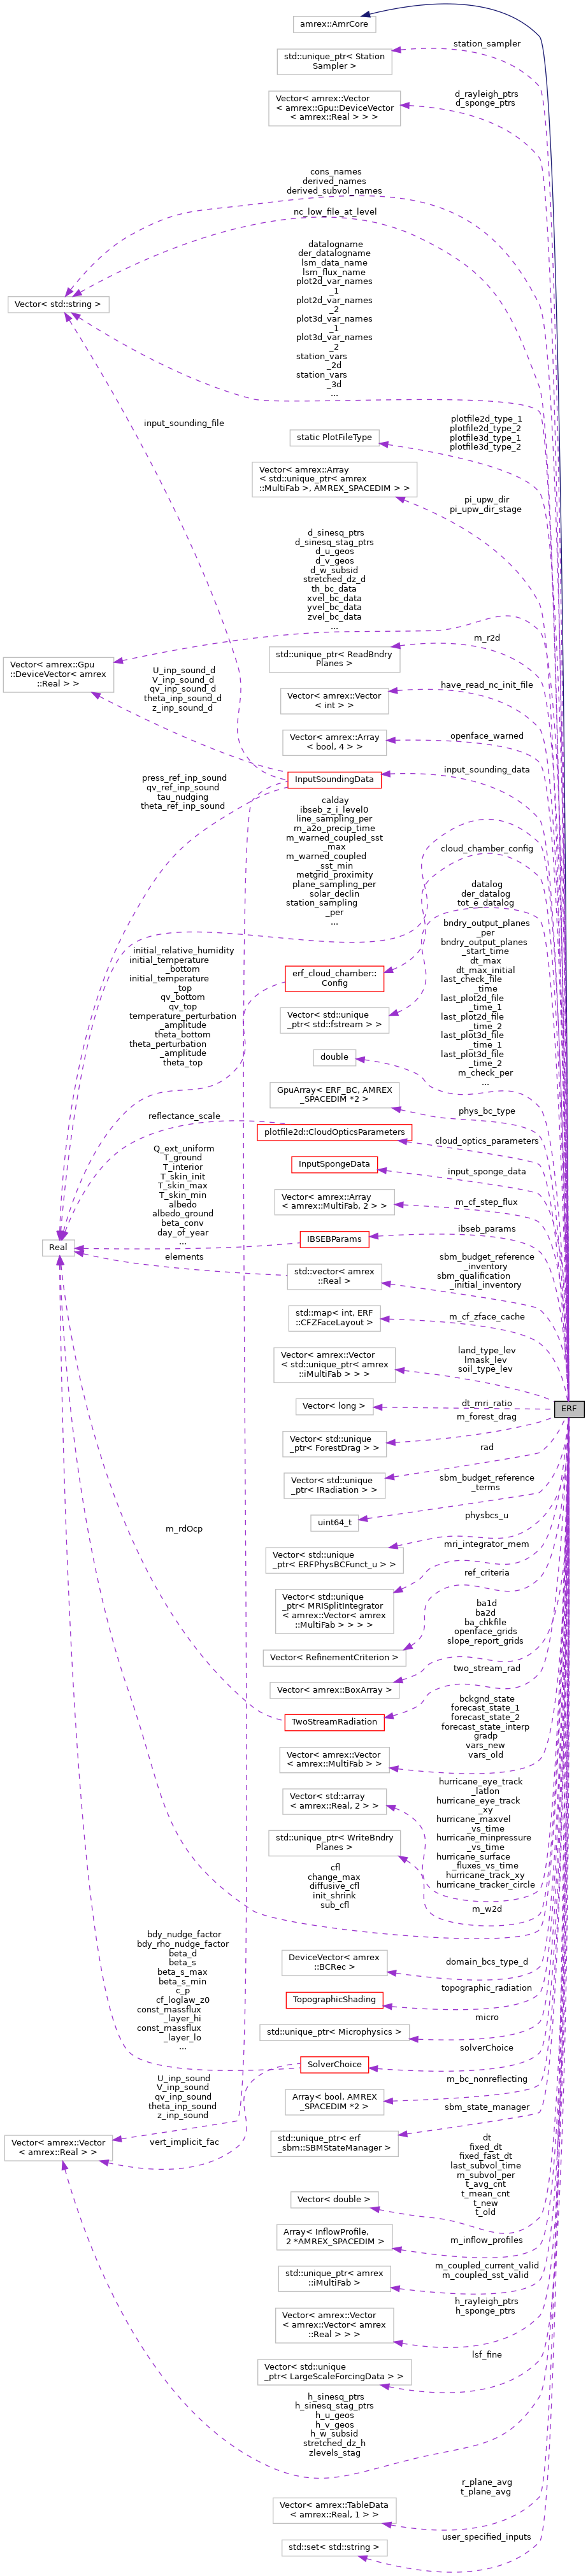 amrex::AmrCore
station_sampler
std::unique_ptr< Station
Sampler >
d_rayleigh_ptrs
d_sponge_ptrs
Vector< amrex::Vector
< amrex::Gpu::DeviceVector
< amrex::Real > > >
cons_names
derived_names
derived_subvol_names
nc_low_file_at_level
datalogname
der_datalogname
lsm_data_name
lsm_flux_name
plot2d_var_names
_1
plot2d_var_names
_2
plot3d_var_names
_1
plot3d_var_names
_2
station_vars
_2d
station_vars
_3d
...
Vector< std::string >
input_sounding_file
plotfile2d_type_1
plotfile2d_type_2
plotfile3d_type_1
plotfile3d_type_2
static PlotFileType
Vector< amrex::Array
< std::unique_ptr< amrex
::MultiFab >, AMREX_SPACEDIM > >
pi_upw_dir
pi_upw_dir_stage
d_sinesq_ptrs
d_sinesq_stag_ptrs
d_u_geos
d_v_geos
d_w_subsid
stretched_dz_d
th_bc_data
xvel_bc_data
yvel_bc_data
zvel_bc_data
...
m_r2d
std::unique_ptr< ReadBndry
Planes >
Vector< amrex::Gpu
::DeviceVector< amrex
::Real > >
U_inp_sound_d
V_inp_sound_d
qv_inp_sound_d
theta_inp_sound_d
z_inp_sound_d
have_read_nc_init_file
Vector< amrex::Vector
< int > >
openface_warned
Vector< amrex::Array
< bool, 4 > >
input_sounding_data
InputSoundingData
press_ref_inp_sound
qv_ref_inp_sound
tau_nudging
theta_ref_inp_sound
calday
ibseb_z_i_level0
line_sampling_per
m_a2o_precip_time
m_warned_coupled_sst
_max
m_warned_coupled
_sst_min
metgrid_proximity
plane_sampling_per
solar_declin
station_sampling
_per
...
cloud_chamber_config
datalog
der_datalog
tot_e_datalog
initial_relative_humidity
initial_temperature
_bottom
initial_temperature
_top
qv_bottom
qv_top
temperature_perturbation
_amplitude
theta_bottom
theta_perturbation
_amplitude
theta_top
erf_cloud_chamber::
Config
bndry_output_planes
_per
bndry_output_planes
_start_time
dt_max
dt_max_initial
last_check_file
_time
last_plot2d_file
_time_1
last_plot2d_file
_time_2
last_plot3d_file
_time_1
last_plot3d_file
_time_2
m_check_per
...
Vector< std::unique
_ptr< std::fstream > >
double
GpuArray< ERF_BC, AMREX
_SPACEDIM *2 >
phys_bc_type
reflectance_scale
plotfile2d::CloudOpticsParameters
cloud_optics_parameters
Q_ext_uniform
T_ground
T_interior
T_skin_init
T_skin_max
T_skin_min
albedo
albedo_ground
beta_conv
day_of_year
...
InputSpongeData
input_sponge_data
Vector< amrex::Array
< amrex::MultiFab, 2 > >
m_cf_step_flux
IBSEBParams
ibseb_params
Real
elements
std::vector< amrex
::Real >
sbm_budget_reference
_inventory
sbm_qualification
_initial_inventory
std::map< int, ERF
::CFZFaceLayout >
m_cf_zface_cache
Vector< amrex::Vector
< std::unique_ptr< amrex
::iMultiFab > > >
land_type_lev
lmask_lev
soil_type_lev
Vector< long >
dt_mri_ratio
ERF
m_forest_drag
Vector< std::unique
_ptr< ForestDrag > >
rad
Vector< std::unique
_ptr< IRadiation > >
sbm_budget_reference
_terms
uint64_t
m_rdOcp
physbcs_u
Vector< std::unique
_ptr< ERFPhysBCFunct_u > >
mri_integrator_mem
Vector< std::unique
_ptr< MRISplitIntegrator
< amrex::Vector< amrex
::MultiFab > > > >
ref_criteria
Vector< RefinementCriterion >
ba1d
ba2d
ba_chkfile
openface_grids
slope_report_grids
Vector< amrex::BoxArray >
two_stream_rad
TwoStreamRadiation
bckgnd_state
forecast_state_1
forecast_state_2
forecast_state_interp
gradp
vars_new
vars_old
Vector< amrex::Vector
< amrex::MultiFab > >
Vector< std::array
< amrex::Real, 2 > >
hurricane_eye_track
_latlon
hurricane_eye_track
_xy
hurricane_maxvel
_vs_time
hurricane_minpressure
_vs_time
hurricane_surface
_fluxes_vs_time
hurricane_track_xy
hurricane_tracker_circle
std::unique_ptr< WriteBndry
Planes >
m_w2d
cfl
change_max
diffusive_cfl
init_shrink
sub_cfl
DeviceVector< amrex
::BCRec >
domain_bcs_type_d
bdy_nudge_factor
bdy_rho_nudge_factor
beta_d
beta_s
beta_s_max
beta_s_min
c_p
cf_loglaw_z0
const_massflux
_layer_hi
const_massflux
_layer_lo
...
TopographicShading
topographic_radiation
std::unique_ptr< Microphysics >
micro
SolverChoice
solverChoice
U_inp_sound
V_inp_sound
qv_inp_sound
theta_inp_sound
z_inp_sound
Array< bool, AMREX
_SPACEDIM *2 >
m_bc_nonreflecting
Vector< amrex::Vector
< amrex::Real > >
vert_implicit_fac
std::unique_ptr< erf
_sbm::SBMStateManager >
sbm_state_manager
dt
fixed_dt
fixed_fast_dt
last_subvol_time
m_subvol_per
t_avg_cnt
t_mean_cnt
t_new
t_old
Vector< double >
Array< InflowProfile,
2 *AMREX_SPACEDIM >
m_inflow_profiles
std::unique_ptr< amrex
::iMultiFab >
m_coupled_current_valid
m_coupled_sst_valid
Vector< amrex::Vector
< amrex::Vector< amrex
::Real > > >
h_rayleigh_ptrs
h_sponge_ptrs
Vector< std::unique
_ptr< LargeScaleForcingData > >
lsf_fine
h_sinesq_ptrs
h_sinesq_stag_ptrs
h_u_geos
h_v_geos
h_w_subsid
stretched_dz_h
zlevels_stag
Vector< amrex::TableData
< amrex::Real, 1 > >
r_plane_avg
t_plane_avg
std::set< std::string >
user_specified_inputs